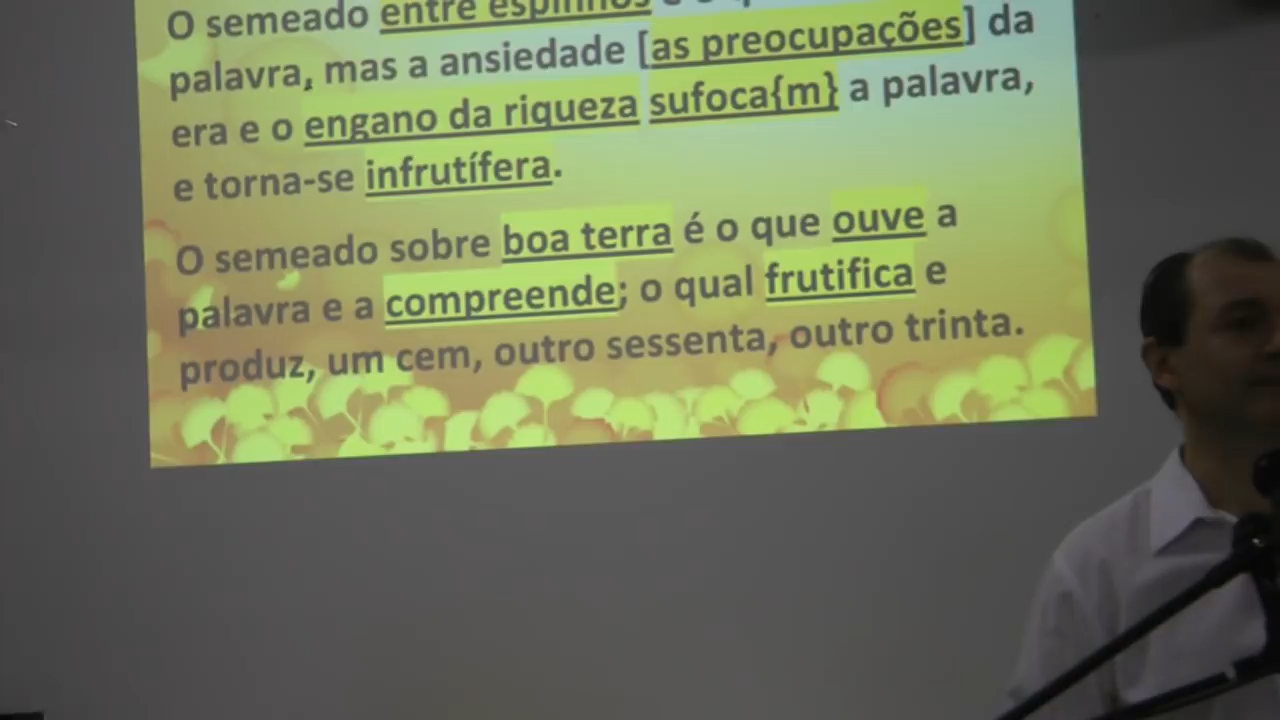 O semeado entre espinhos é o q
palavra, mas a ansiedade [as preocupações] da
era e o engano da riqueza sufoca{m} a palavra,
e torna-se infrutífera.
O semeado sobre boa terra é o que ouve a
palavra e a compreende; o qual frutifica e
produz, um cem, outro sessenta, outro trinta.